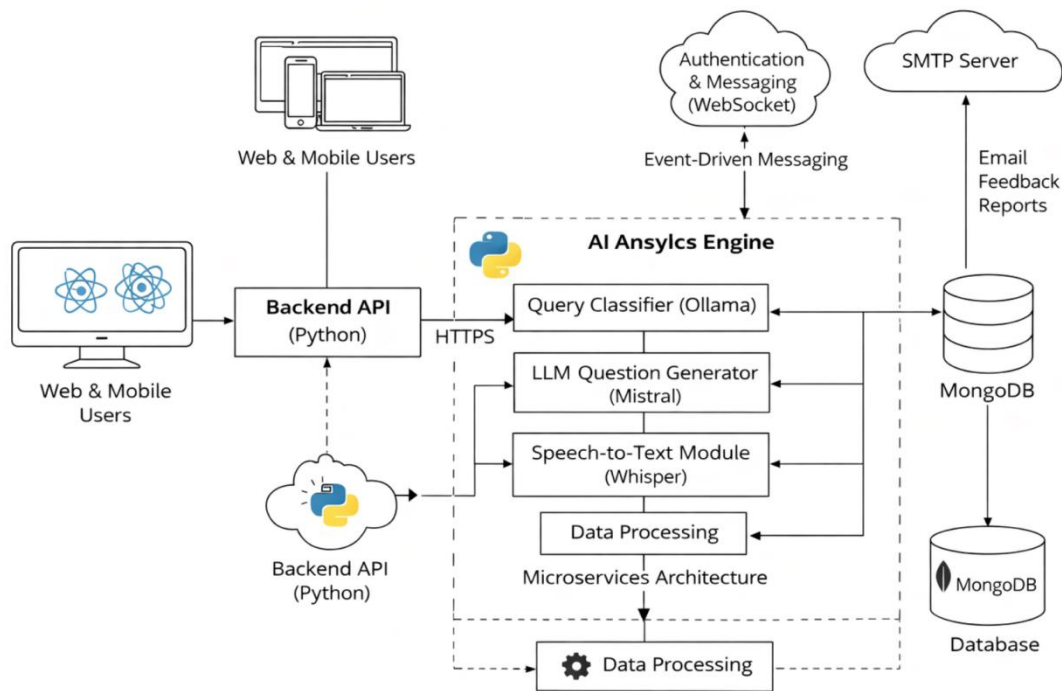 Authentication
& Messaging
(WebSocket)
SMTP Server
Web & Mobile Users
Event-Driven Messaging
Email
Feedback
Reports
AI Ansylcs Engine
Backend API
(Python)
HTTPS
Query Classifier (Ollama)
LLM Question Generator
(Mistral)
MongoDB
Web & Mobile
Users
Speech-to-Text Module
(Whisper)
Data Processing
Backend API
(Python)
Microservices Architecture
MongoDB
Database
Data Processing